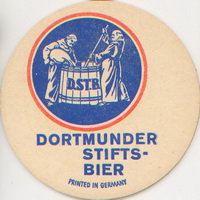 DSTB
DORTMUNDER
STIFTS-
BIER
PRINTED IN GERMANY